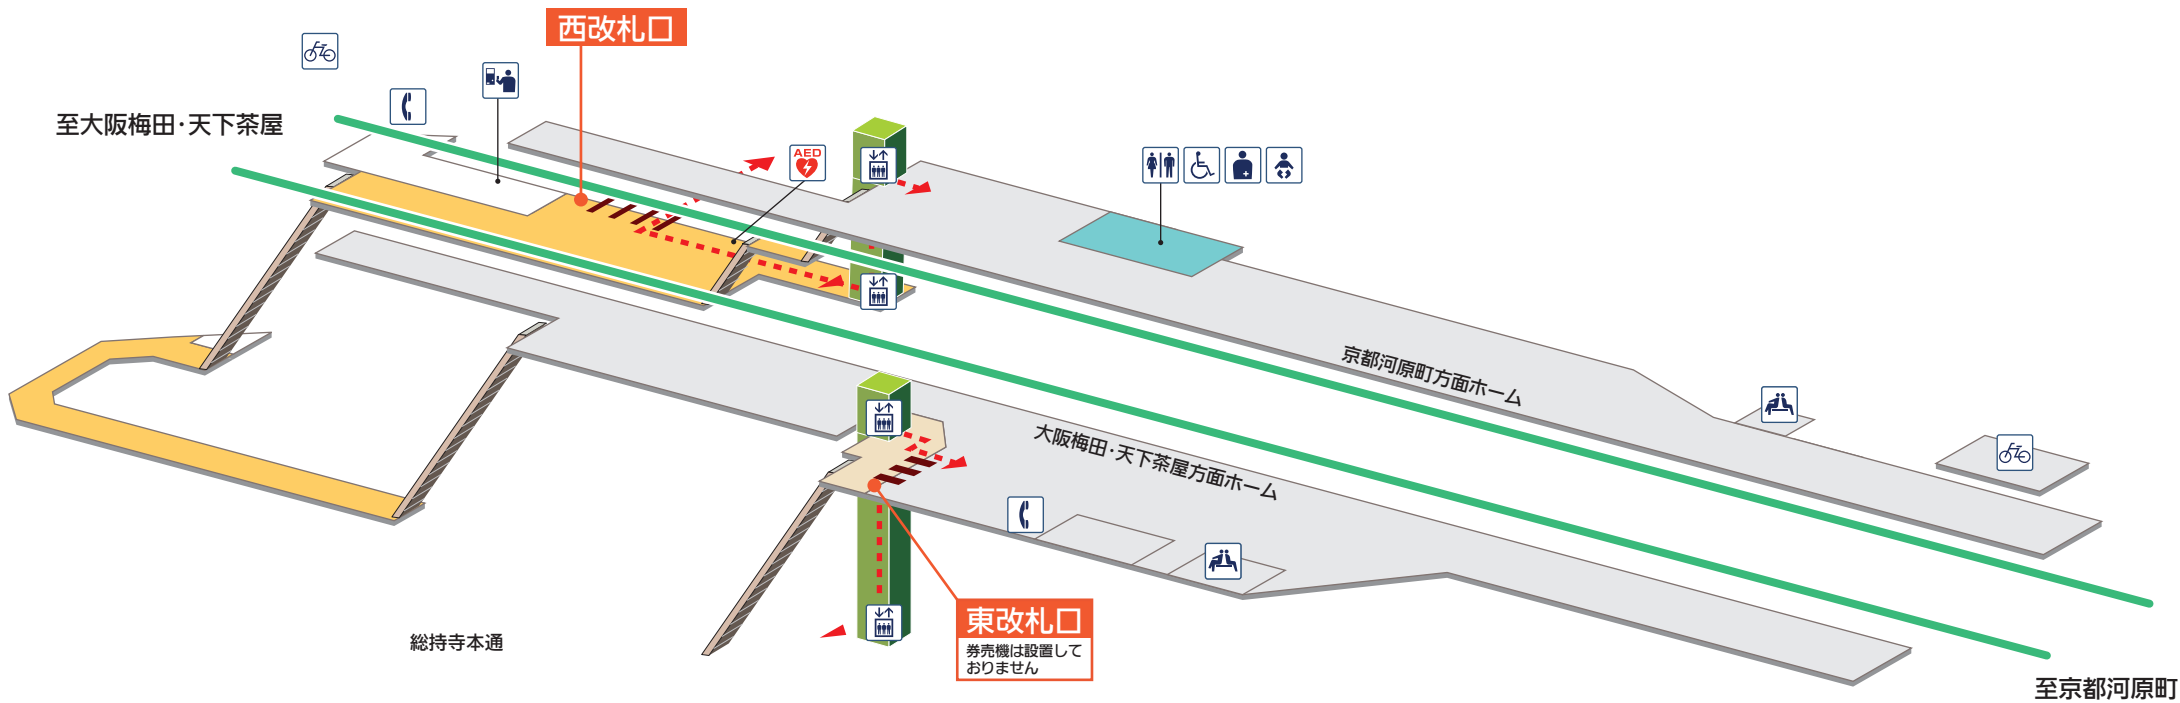 西改札口
至大阪梅田・天下茶屋
AED
京都河原町方面ホーム
大阪梅田・天下茶屋方面ホーム
東改札口
券売機は設置して
おりません
総持寺本通
至京都河原町